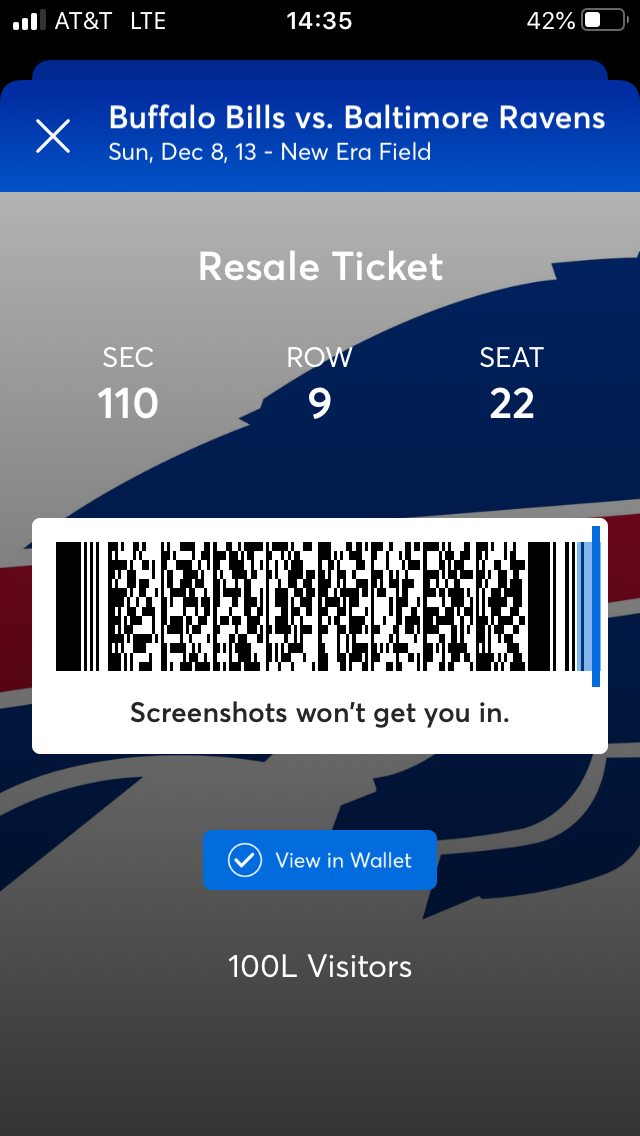 AT&T LTE 14:35 42%
Buffalo Bills vs. Baltimore Ravens
Sun, Dec 8, 13 - New Era Field
Resale Ticket
SEC ROW SEAT
110 9 22
Screenshots won't get you in.
View in Wallet
100L Visitors